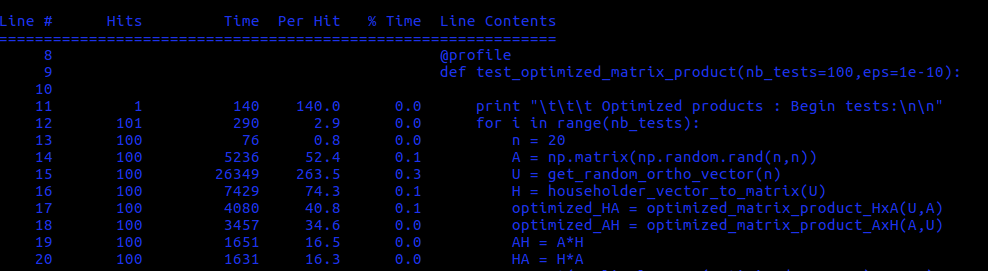 Line #      Hits         Time  Per Hit   % Time  Line Contents
==============================================================
     8                                           @profile
     9                                           def test_optimized_matrix_product(nb_tests=100,eps=1e-10):
    10
    11         1          140    140.0      0.0      print "\t\t\t Optimized products : Begin tests:\n\n"
    12       101          290      2.9      0.0      for i in range(nb_tests):
    13       100           76      0.8      0.0          n = 20
    14       100         5236     52.4      0.1          A = np.matrix(np.random.rand(n,n))
    15       100        26349    263.5      0.3          U = get_random_ortho_vector(n)
    16       100         7429     74.3      0.1          H = householder_vector_to_matrix(U)
    17       100         4080     40.8      0.1          optimized_HA = optimized_matrix_product_HxA(U,A)
    18       100         3457     34.6      0.0          optimized_AH = optimized_matrix_product_AxH(A,U)
    19       100         1651     16.5      0.0          AH = A*H
    20       100         1631     16.3      0.0          HA = H*A